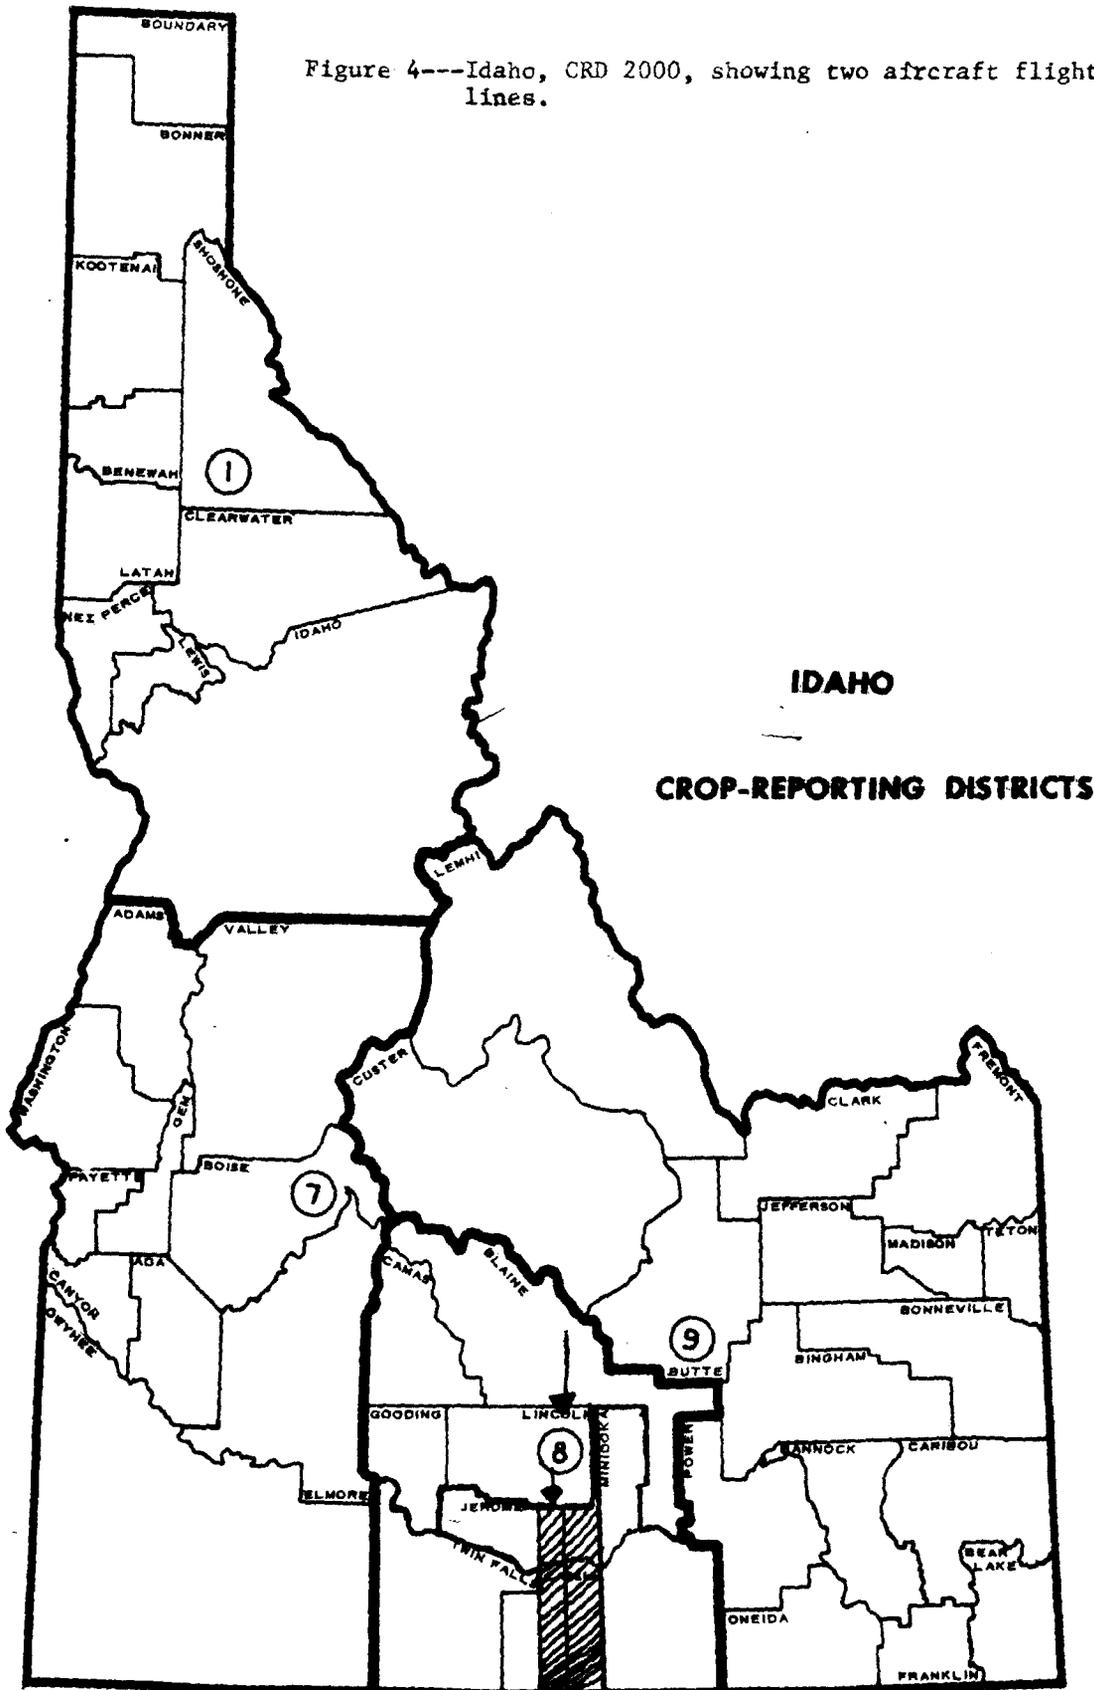 Figure 4---Idaho, CRD 2000, showing two aircraft flight
lines.
BOUNDARY
BONNER
KOOTENAI
SHOSHONE
BENEWAH
1
CLEARWATER
LATAH
NEZ PERCE
IDAHO
LEWIS
IDAHO
CROP-REPORTING DISTRICTS
LEMHI
ADAMS
VALLEY
WASHINGTON
CUSTER
FREMONT
CLARK
GEM
BOISE
PAYETTE
7
JEFFERSON
MADISON
TETON
ADA
CAMAS
BLAINE
CANYON
OWYHEE
BONNEVILLE
9
BINGHAM
BUTTE
GOODING
LINCOLN
MINIDOKA
8
POWER
BANNOCK
CARIBOU
ELMORE
JEROME
TWIN FALLS
BEAR
LAKE
ONEIDA
FRANKLIN